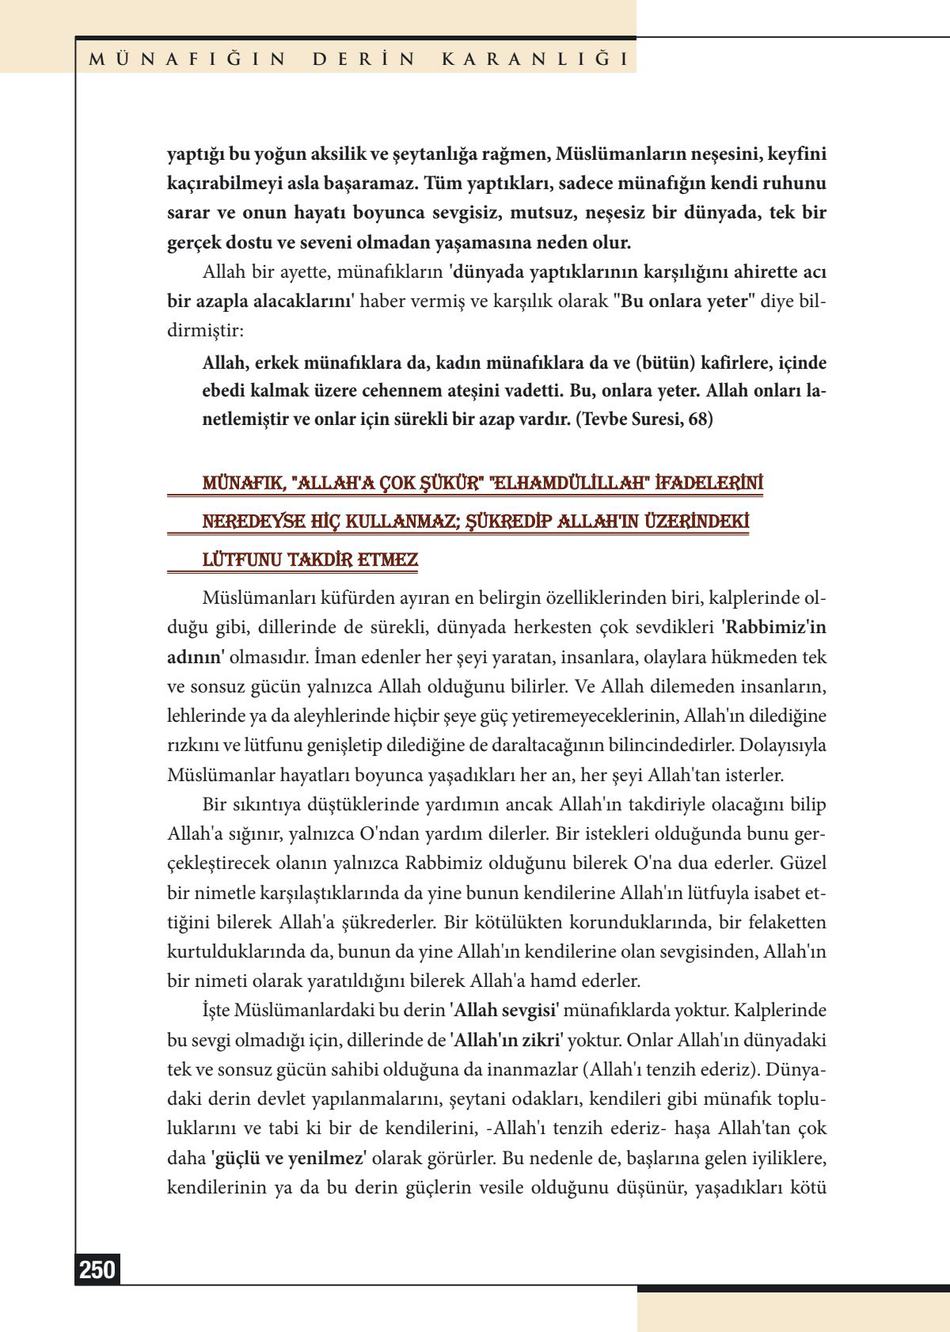 MÜNAFIĞIN DERİN KARANLIĞI
yaptığı bu yoğun aksilik ve şeytanlığa rağmen, Müslümanların neşesini, keyfini
kaçırabilmeyi asla başaramaz. Tüm yaptıkları, sadece münafığın kendi ruhunu
sarar ve onun hayatı boyunca sevgisiz, mutsuz, neşesiz bir dünyada, tek bir
gerçek dostu ve seveni olmadan yaşamasına neden olur.
Allah bir ayette, münafıkların 'dünyada yaptıklarının karşılığını ahirette acı
bir azapla alacaklarını' haber vermiş ve karşılık olarak "Bu onlara yeter" diye bil-
dirmiştir:
Allah, erkek münafıklara da, kadın münafıklara da ve (bütün) kafirlere, içinde
ebedi kalmak üzere cehennem ateşini vadetti. Bu, onlara yeter. Allah onları la-
netlemiştir ve onlar için sürekli bir azap vardır. (Tevbe Suresi, 68)
MÜNAFIK, "ALLAH'A ÇOK ŞÜKÜR" "ELHAMDÜLİLLAH" İFADELERİNİ
NEREDEYSE HİÇ KULLANMAZ; ŞÜKREDİP ALLAH'IN ÜZERİNDEKİ
LÜTFUNU TAKDİR ETMEZ
Müslümanları küfürden ayıran en belirgin özelliklerinden biri, kalplerinde ol-
duğu gibi, dillerinde de sürekli, dünyada herkesten çok sevdikleri 'Rabbimiz'in
adının' olmasıdır. İman edenler her şeyi yaratan, insanlara, olaylara hükmeden tek
ve sonsuz gücün yalnızca Allah olduğunu bilirler. Ve Allah dilemeden insanların,
lehlerinde ya da aleyhlerinde hiçbir şeye güç yetiremeyeceklerinin, Allah'ın dilediğine
rızkını ve lütfunu genişletip dilediğine de daraltacağının bilincindedirler. Dolayısıyla
Müslümanlar hayatları boyunca yaşadıkları her an, her şeyi Allah'tan isterler.
Bir sıkıntıya düştüklerinde yardımın ancak Allah'ın takdiriyle olacağını bilip
Allah'a sığınır, yalnızca O'ndan yardım dilerler. Bir istekleri olduğunda bunu ger-
çekleştirecek olanın yalnızca Rabbimiz olduğunu bilerek O'na dua ederler. Güzel
bir nimetle karşılaştıklarında da yine bunun kendilerine Allah'ın lütfuyla isabet et-
tiğini bilerek Allah'a şükrederler. Bir kötülükten korunduklarında, bir felaketten
kurtulduklarında da, bunun da yine Allah'ın kendilerine olan sevgisinden, Allah'ın
bir nimeti olarak yaratıldığını bilerek Allah'a hamd ederler.
İşte Müslümanlardaki bu derin 'Allah sevgisi' münafıklarda yoktur. Kalplerinde
bu sevgi olmadığı için, dillerinde de 'Allah'ın zikri' yoktur. Onlar Allah'ın dünyadaki
tek ve sonsuz gücün sahibi olduğuna da inanmazlar (Allah'ı tenzih ederiz). Dünya-
daki derin devlet yapılanmalarını, şeytani odakları, kendileri gibi münafık toplu-
luklarını ve tabi ki bir de kendilerini, -Allah'ı tenzih ederiz- haşa Allah'tan çok
daha 'güçlü ve yenilmez' olarak görürler. Bu nedenle de, başlarına gelen iyiliklere,
kendilerinin ya da bu derin güçlerin vesile olduğunu düşünür, yaşadıkları kötü
250